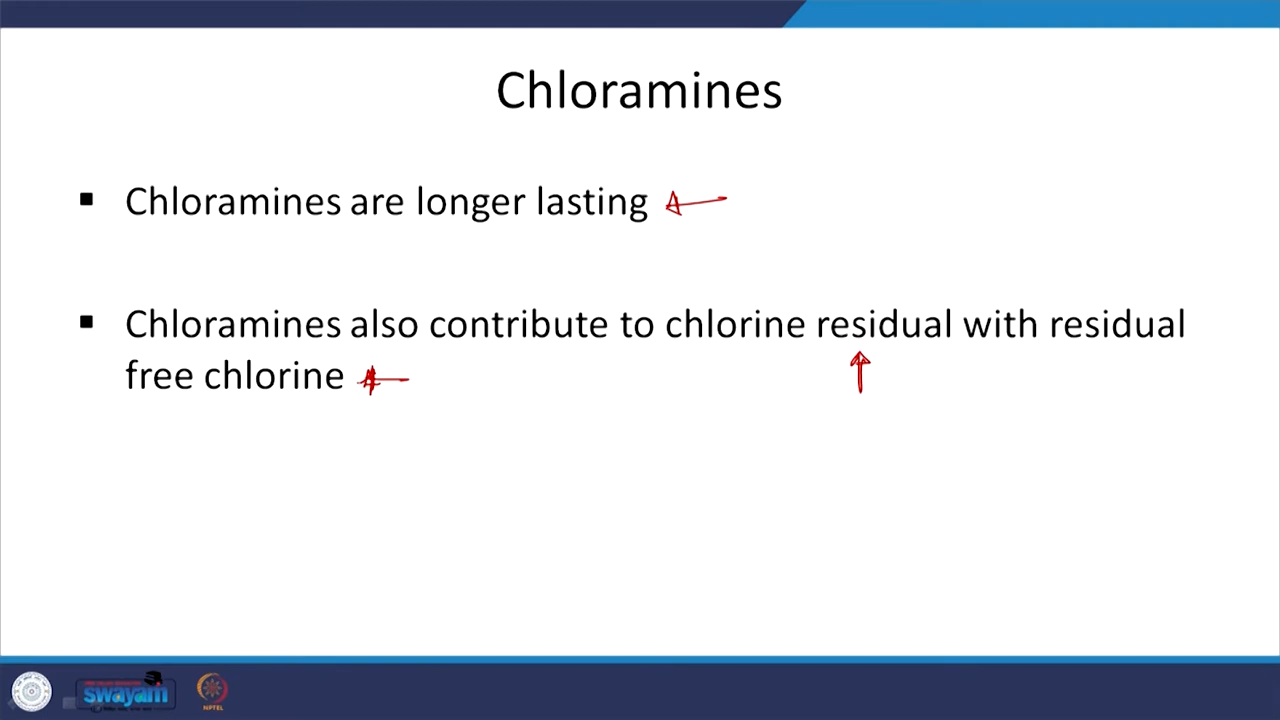 Chloramines
▪ Chloramines are longer lasting
▪ Chloramines also contribute to chlorine residual with residual
free chlorine
swayam
NPTEL